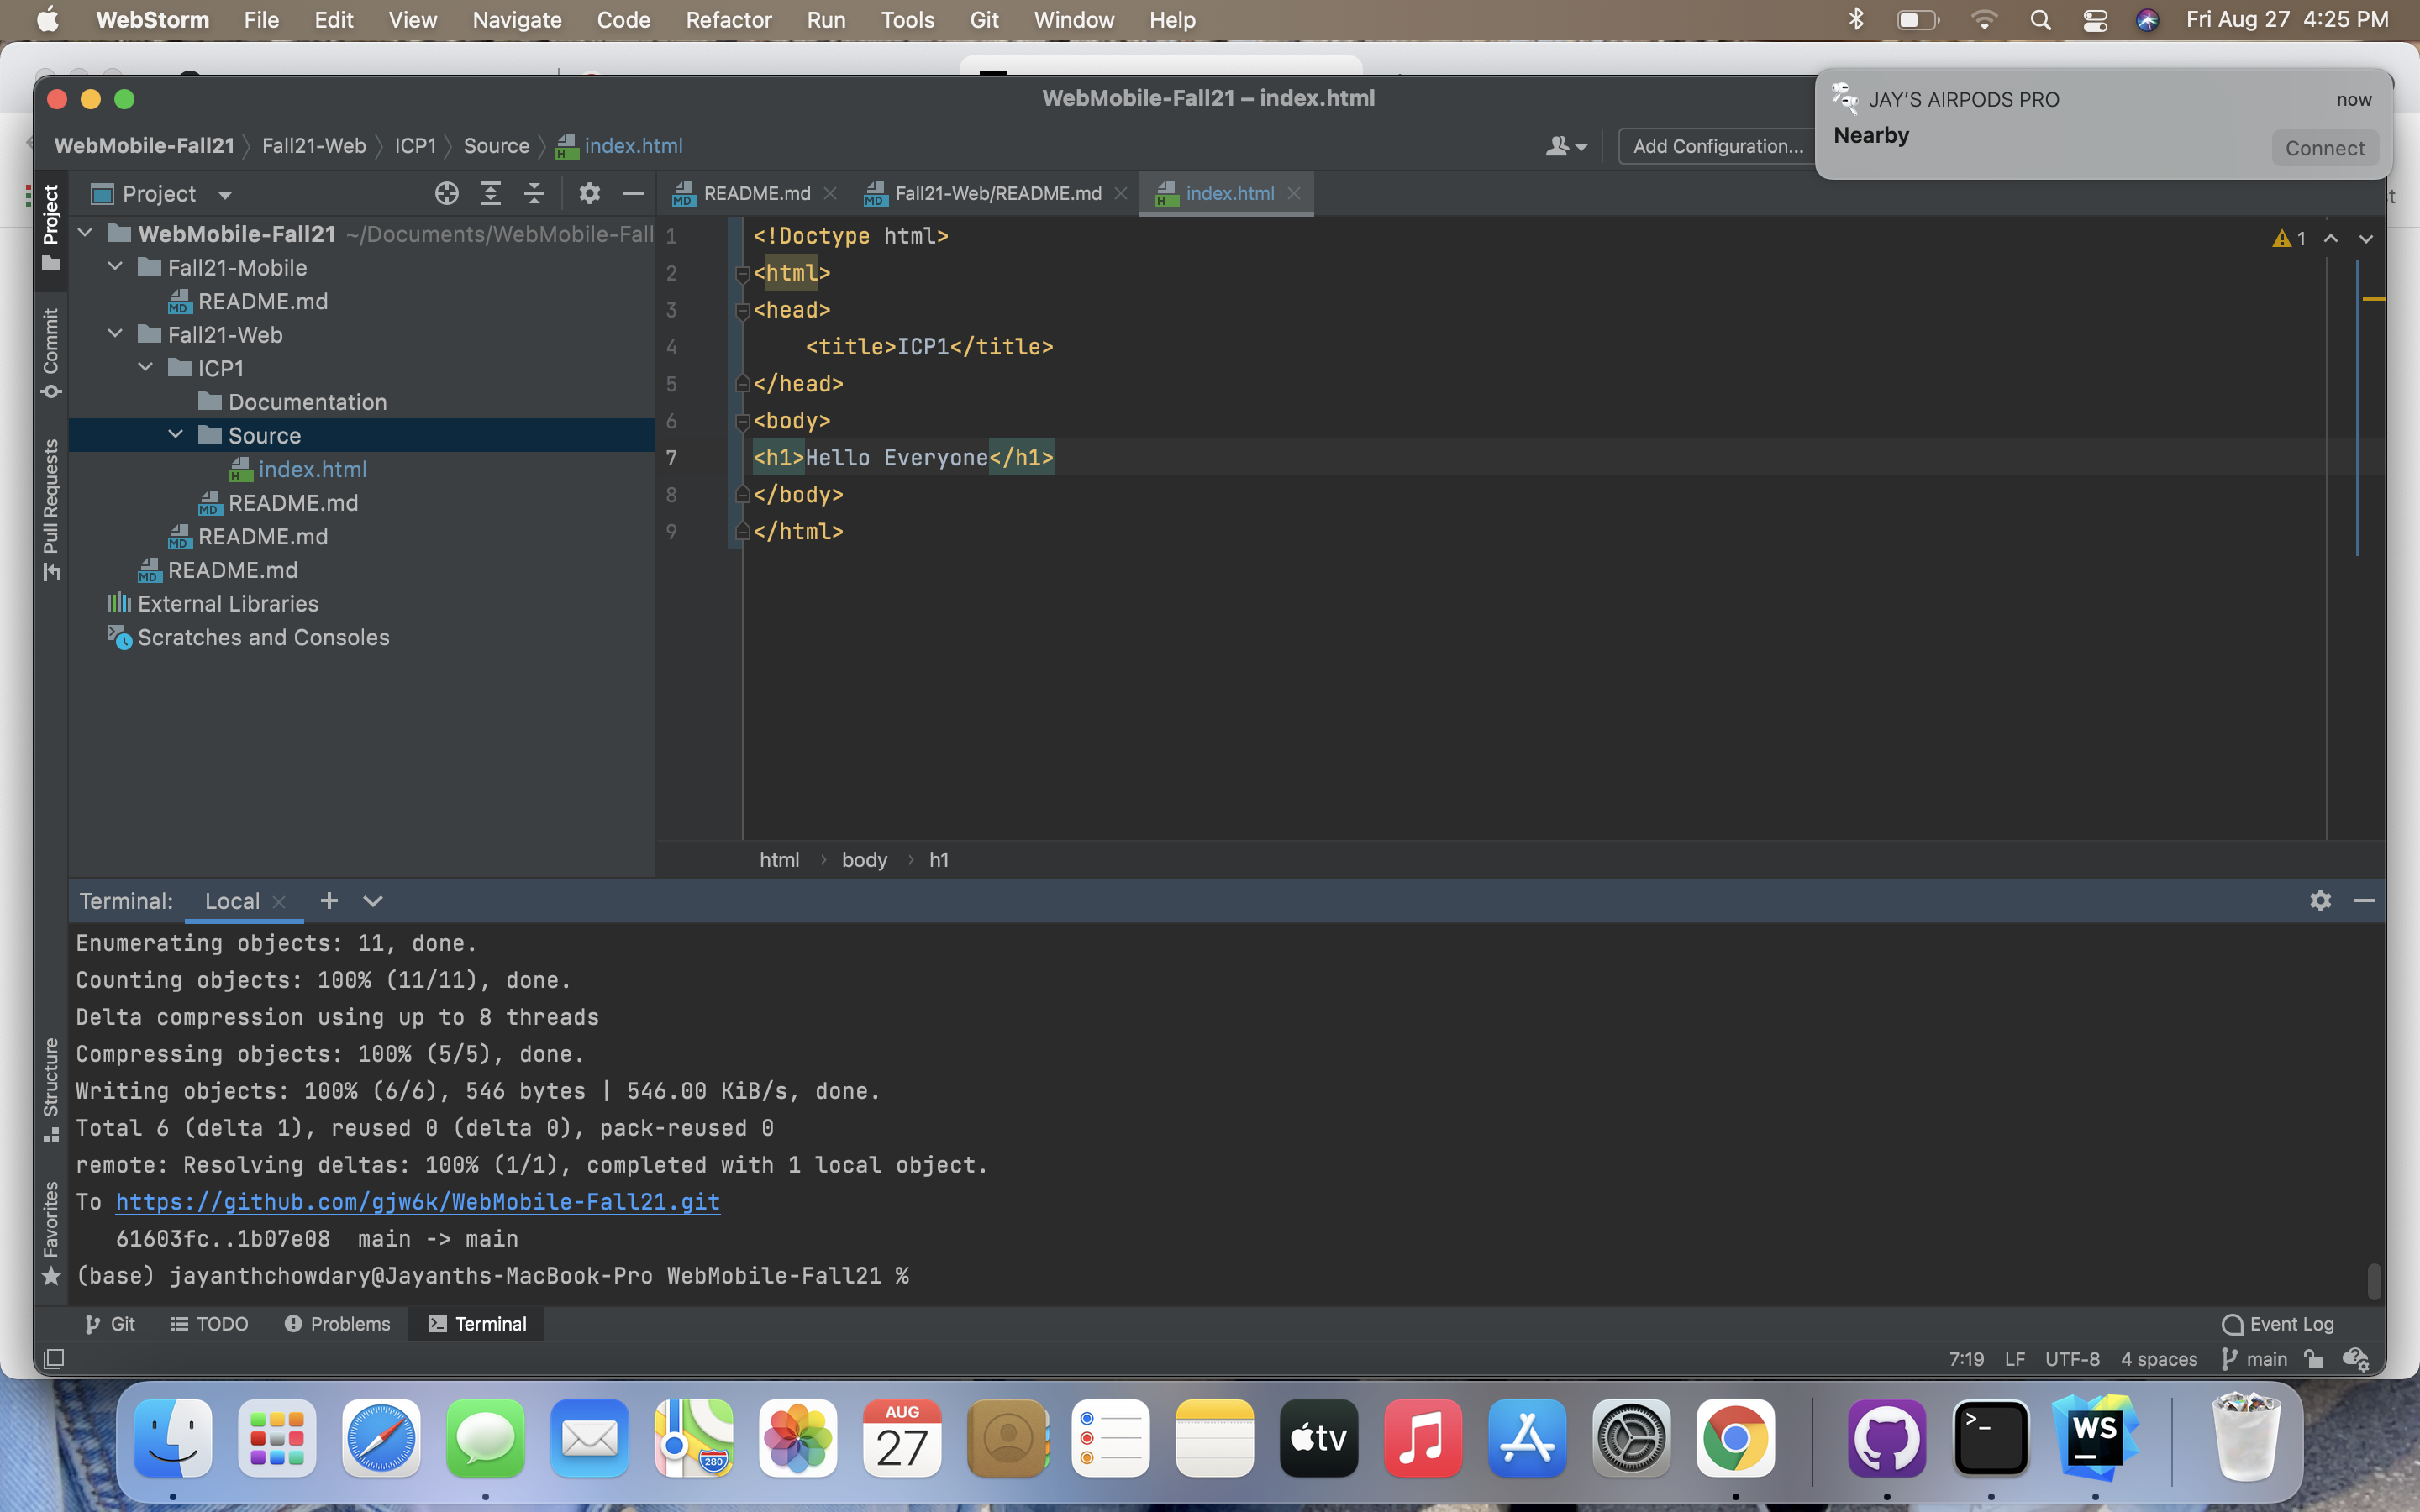 WebStorm File Edit View Navigate Code Refactor Run Tools Git Window Help Fri Aug 27 4:25 PM
WebMobile-Fall21 – index.html
JAY'S AIRPODS PRO now
Nearby
Connect
WebMobile-Fall21 Fall21-Web ICP1 Source index.html Add Configuration...
Project
README.md Fall21-Web/README.md index.html
Project
Commit
Pull Requests
Structure
Favorites
WebMobile-Fall21 ~/Documents/WebMobile-Fall
Fall21-Mobile
README.md
Fall21-Web
ICP1
Documentation
Source
index.html
README.md
README.md
README.md
External Libraries
Scratches and Consoles
1 <!Doctype html>
2 <html>
3 <head>
4 <title>ICP1</title>
5 </head>
6 <body>
7 <h1>Hello Everyone</h1>
8 </body>
9 </html>
1
html › body › h1
Terminal: Local
Enumerating objects: 11, done.
Counting objects: 100% (11/11), done.
Delta compression using up to 8 threads
Compressing objects: 100% (5/5), done.
Writing objects: 100% (6/6), 546 bytes | 546.00 KiB/s, done.
Total 6 (delta 1), reused 0 (delta 0), pack-reused 0
remote: Resolving deltas: 100% (1/1), completed with 1 local object.
To https://github.com/gjw6k/WebMobile-Fall21.git
61603fc..1b07e08 main -> main
(base) jayanthchowdary@Jayanths-MacBook-Pro WebMobile-Fall21 %
Git TODO Problems Terminal Event Log
7:19 LF UTF-8 4 spaces main
AUG
27
280
tv
>_
WS